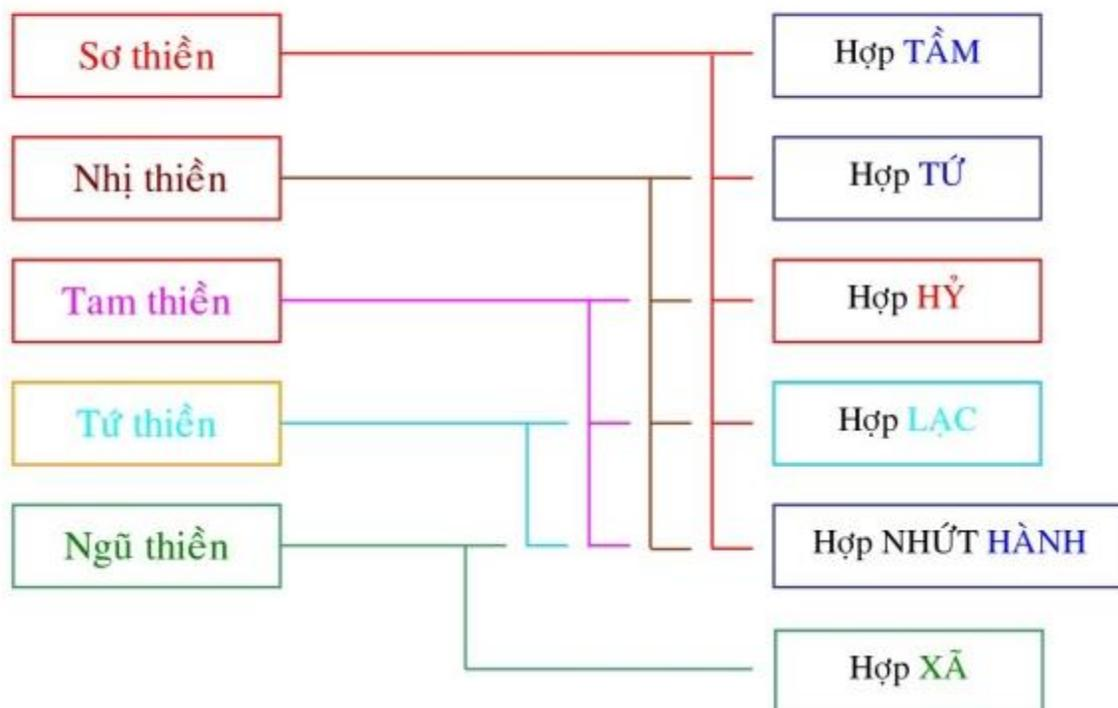 Sơ thiền
Hợp TẦM
Nhị thiền
Hợp TỨ
Tam thiền
Hợp HỶ
Tứ thiền
Hợp LẠC
Ngũ thiền
Hợp NHỨT HÀNH
Hợp XÃ